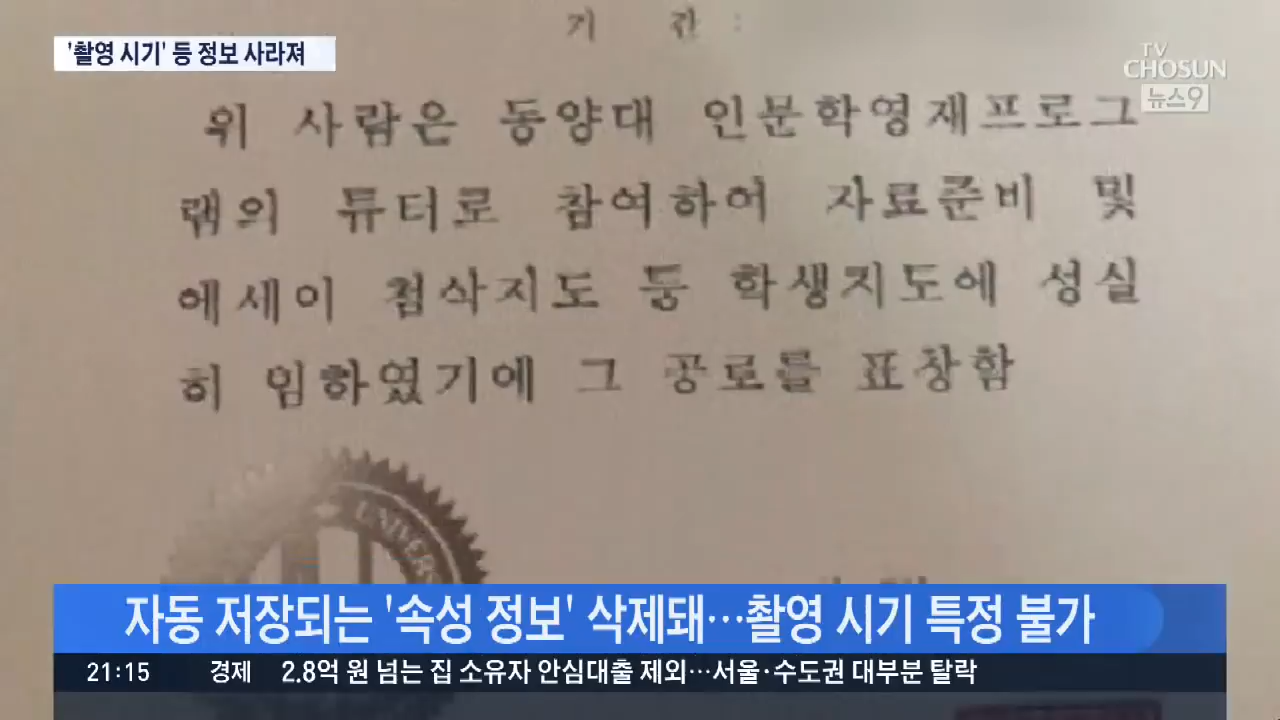 기 간 :
'촬영 시기' 등 정보 사라져
TV
CHOSUN
뉴스9
위 사람은 동양대 인문학영재프로그
램의 튜터로 참여하여 자료준비 및
에세이 첨삭지도 등 학생지도에 성실
히 임하였기에 그 공로를 표창함
UNIVERS
자동 저장되는 '속성 정보' 삭제돼…촬영 시기 특정 불가
21:15 경제 2.8억 원 넘는 집 소유자 안심대출 제외…서울·수도권 대부분 탈락